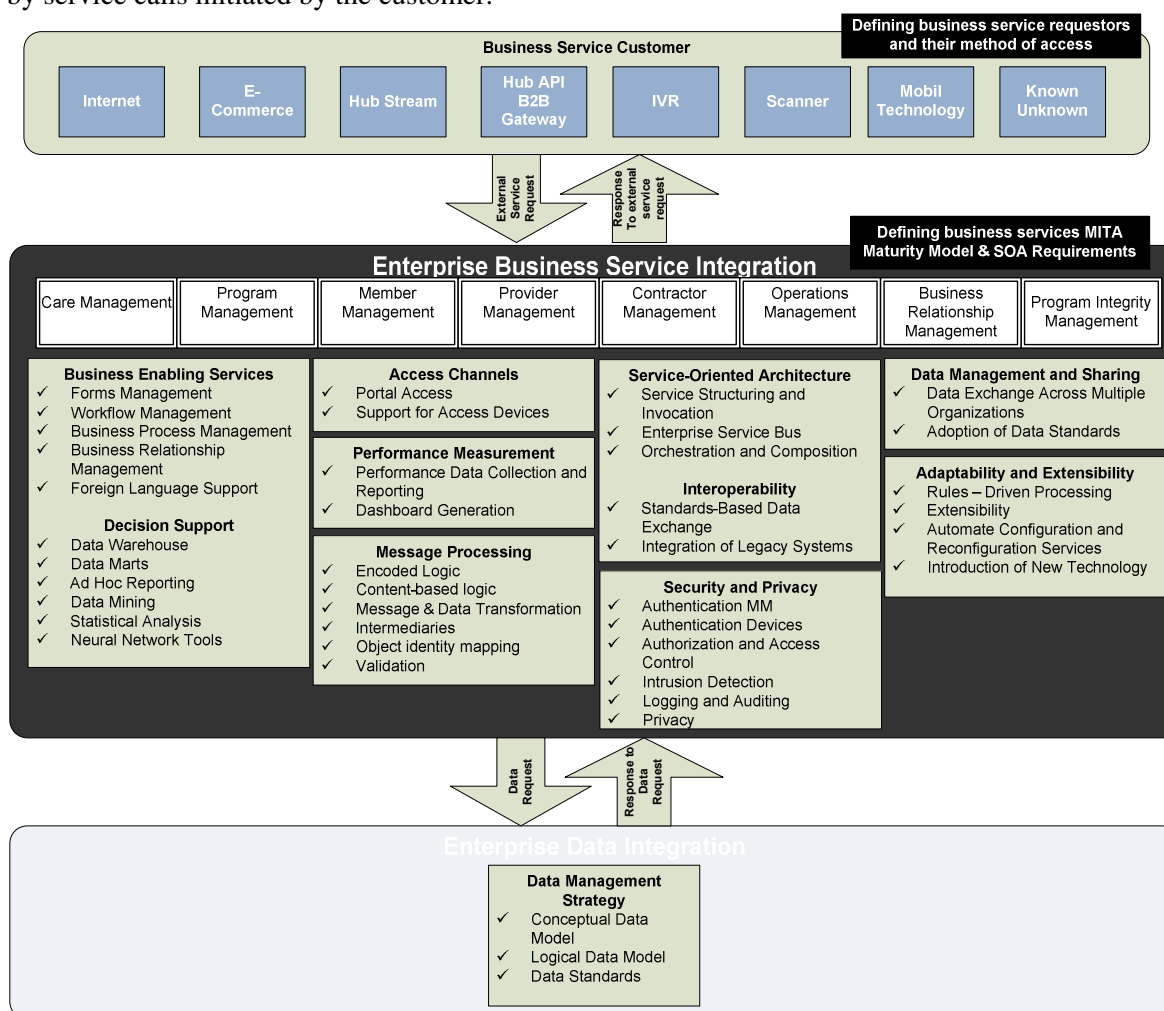 by service calls initiated by the customer.
Defining business service requestors
and their method of access
Business Service Customer
Internet
E-
Commerce
Hub Stream
Hub API
B2B
Gateway
IVR
Scanner
Mobil
Technology
Known
Unknown
External
Service
Request
Response
To external
service
request
Defining business services MITA
Maturity Model & SOA Requirements
Enterprise Business Service Integration
Care Management
Program
Management
Member
Management
Provider
Management
Contractor
Management
Operations
Management
Business
Relationship
Management
Program Integrity
Management
Business Enabling Services
✓ Forms Management
✓ Workflow Management
✓ Business Process Management
✓ Business Relationship
Management
✓ Foreign Language Support
Decision Support
✓ Data Warehouse
✓ Data Marts
✓ Ad Hoc Reporting
✓ Data Mining
✓ Statistical Analysis
✓ Neural Network Tools
Access Channels
✓ Portal Access
✓ Support for Access Devices
Performance Measurement
✓ Performance Data Collection and
Reporting
✓ Dashboard Generation
Message Processing
✓ Encoded Logic
✓ Content-based logic
✓ Message & Data Transformation
✓ Intermediaries
✓ Object identity mapping
✓ Validation
Service-Oriented Architecture
✓ Service Structuring and
Invocation
✓ Enterprise Service Bus
✓ Orchestration and Composition
Interoperability
✓ Standards-Based Data
Exchange
✓ Integration of Legacy Systems
Security and Privacy
✓ Authentication MM
✓ Authentication Devices
✓ Authorization and Access
Control
✓ Intrusion Detection
✓ Logging and Auditing
✓ Privacy
Data Management and Sharing
✓ Data Exchange Across Multiple
Organizations
✓ Adoption of Data Standards
Adaptability and Extensibility
✓ Rules – Driven Processing
✓ Extensibility
✓ Automate Configuration and
Reconfiguration Services
✓ Introduction of New Technology
Data
Request
Response to
Data
Request
Enterprise Data Integration
Data Management
Strategy
✓ Conceptual Data
Model
✓ Logical Data Model
✓ Data Standards